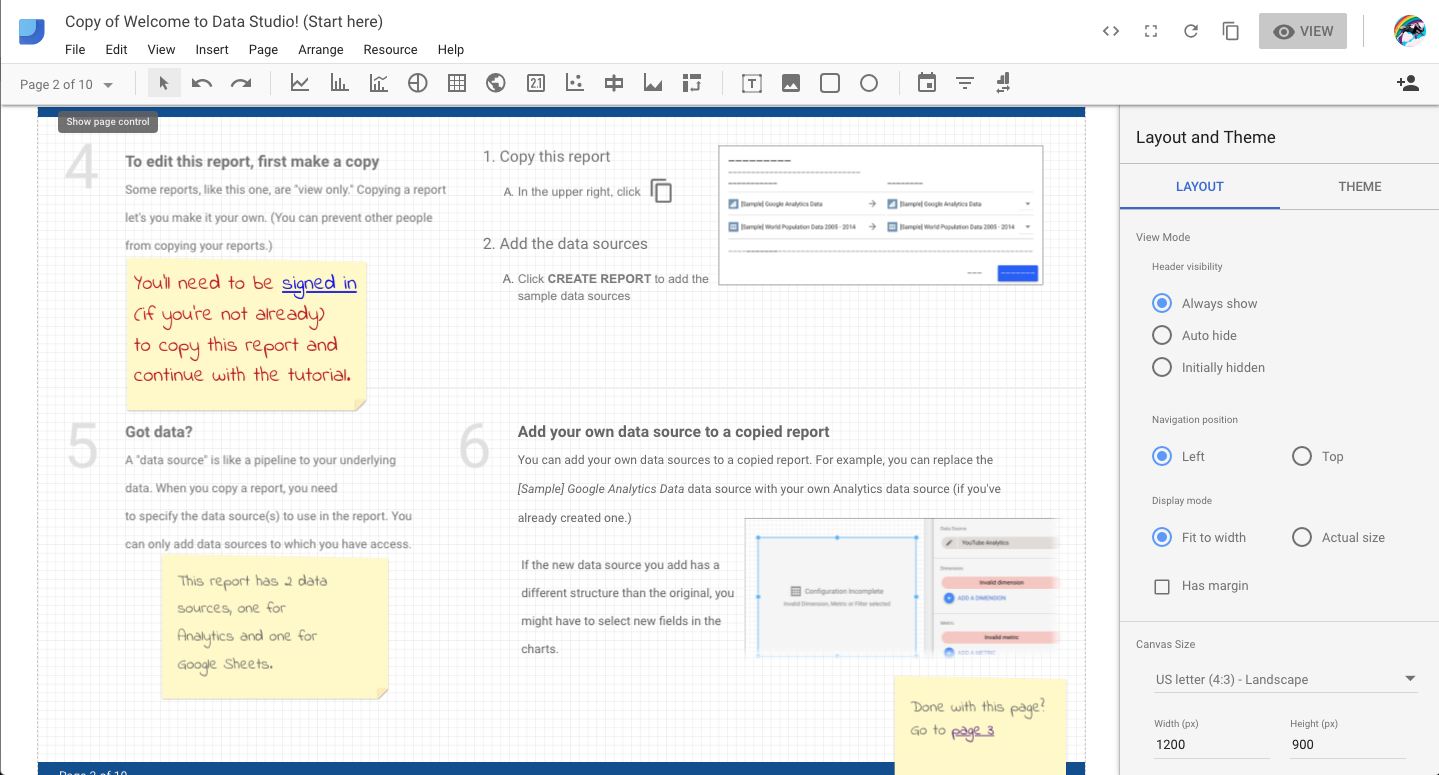 Copy of Welcome to Data Studio! (Start here)
File Edit View Insert Page Arrange Resource Help
VIEW
Page 2 of 10
Show page control
4
To edit this report, first make a copy
Some reports, like this one, are "view only." Copying a report
let's you make it your own. (You can prevent other people
from copying your reports.)
You'll need to be signed in
(if you're not already)
to copy this report and
continue with the tutorial.
1. Copy this report
A. In the upper right, click
2. Add the data sources
A. Click CREATE REPORT to add the
sample data sources
[Sample] Google Analytics Data [Sample] Google Analytics Data
[Sample] World Population Data 2005 - 2014 [Sample] World Population Data 2005 - 2014
5
Got data?
A "data source" is like a pipeline to your underlying
data. When you copy a report, you need
to specify the data source(s) to use in the report. You
can only add data sources to which you have access.
This report has 2 data
sources, one for
Analytics and one for
Google Sheets.
6
Add your own data source to a copied report
You can add your own data sources to a copied report. For example, you can replace the
[Sample] Google Analytics Data data source with your own Analytics data source (if you've
already created one.)
If the new data source you add has a
different structure than the original, you
might have to select new fields in the
charts.
Configuration Incomplete
Invalid Dimension, Metric or Filter selected
Data Source
YouTube Analytics
Dimension
Invalid dimension
ADD A DIMENSION
Metric
Invalid metric
ADD A METRIC
Done with this page?
Go to page 3
Page 2 of 10
Layout and Theme
LAYOUT THEME
View Mode
Header visibility
Always show
Auto hide
Initially hidden
Navigation position
Left Top
Display mode
Fit to width Actual size
Has margin
Canvas Size
US letter (4:3) - Landscape
Width (px) Height (px)
1200 900